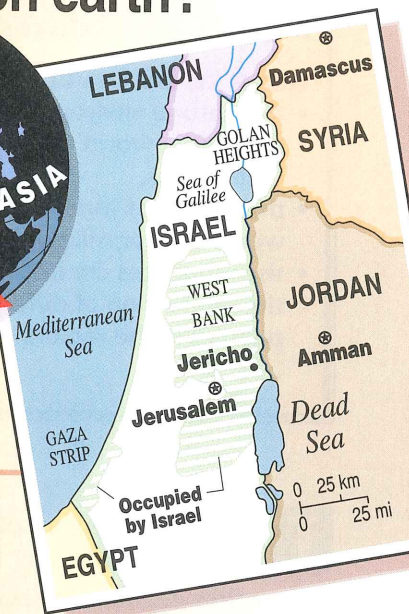 on earth?
ASIA
LEBANON
Damascus
GOLAN
HEIGHTS
SYRIA
Sea of
Galilee
ISRAEL
WEST
BANK
JORDAN
Mediterranean
Sea
Jericho
Amman
Jerusalem
Dead
Sea
GAZA
STRIP
Occupied
by Israel
0 25 km
0 25 mi
EGYPT